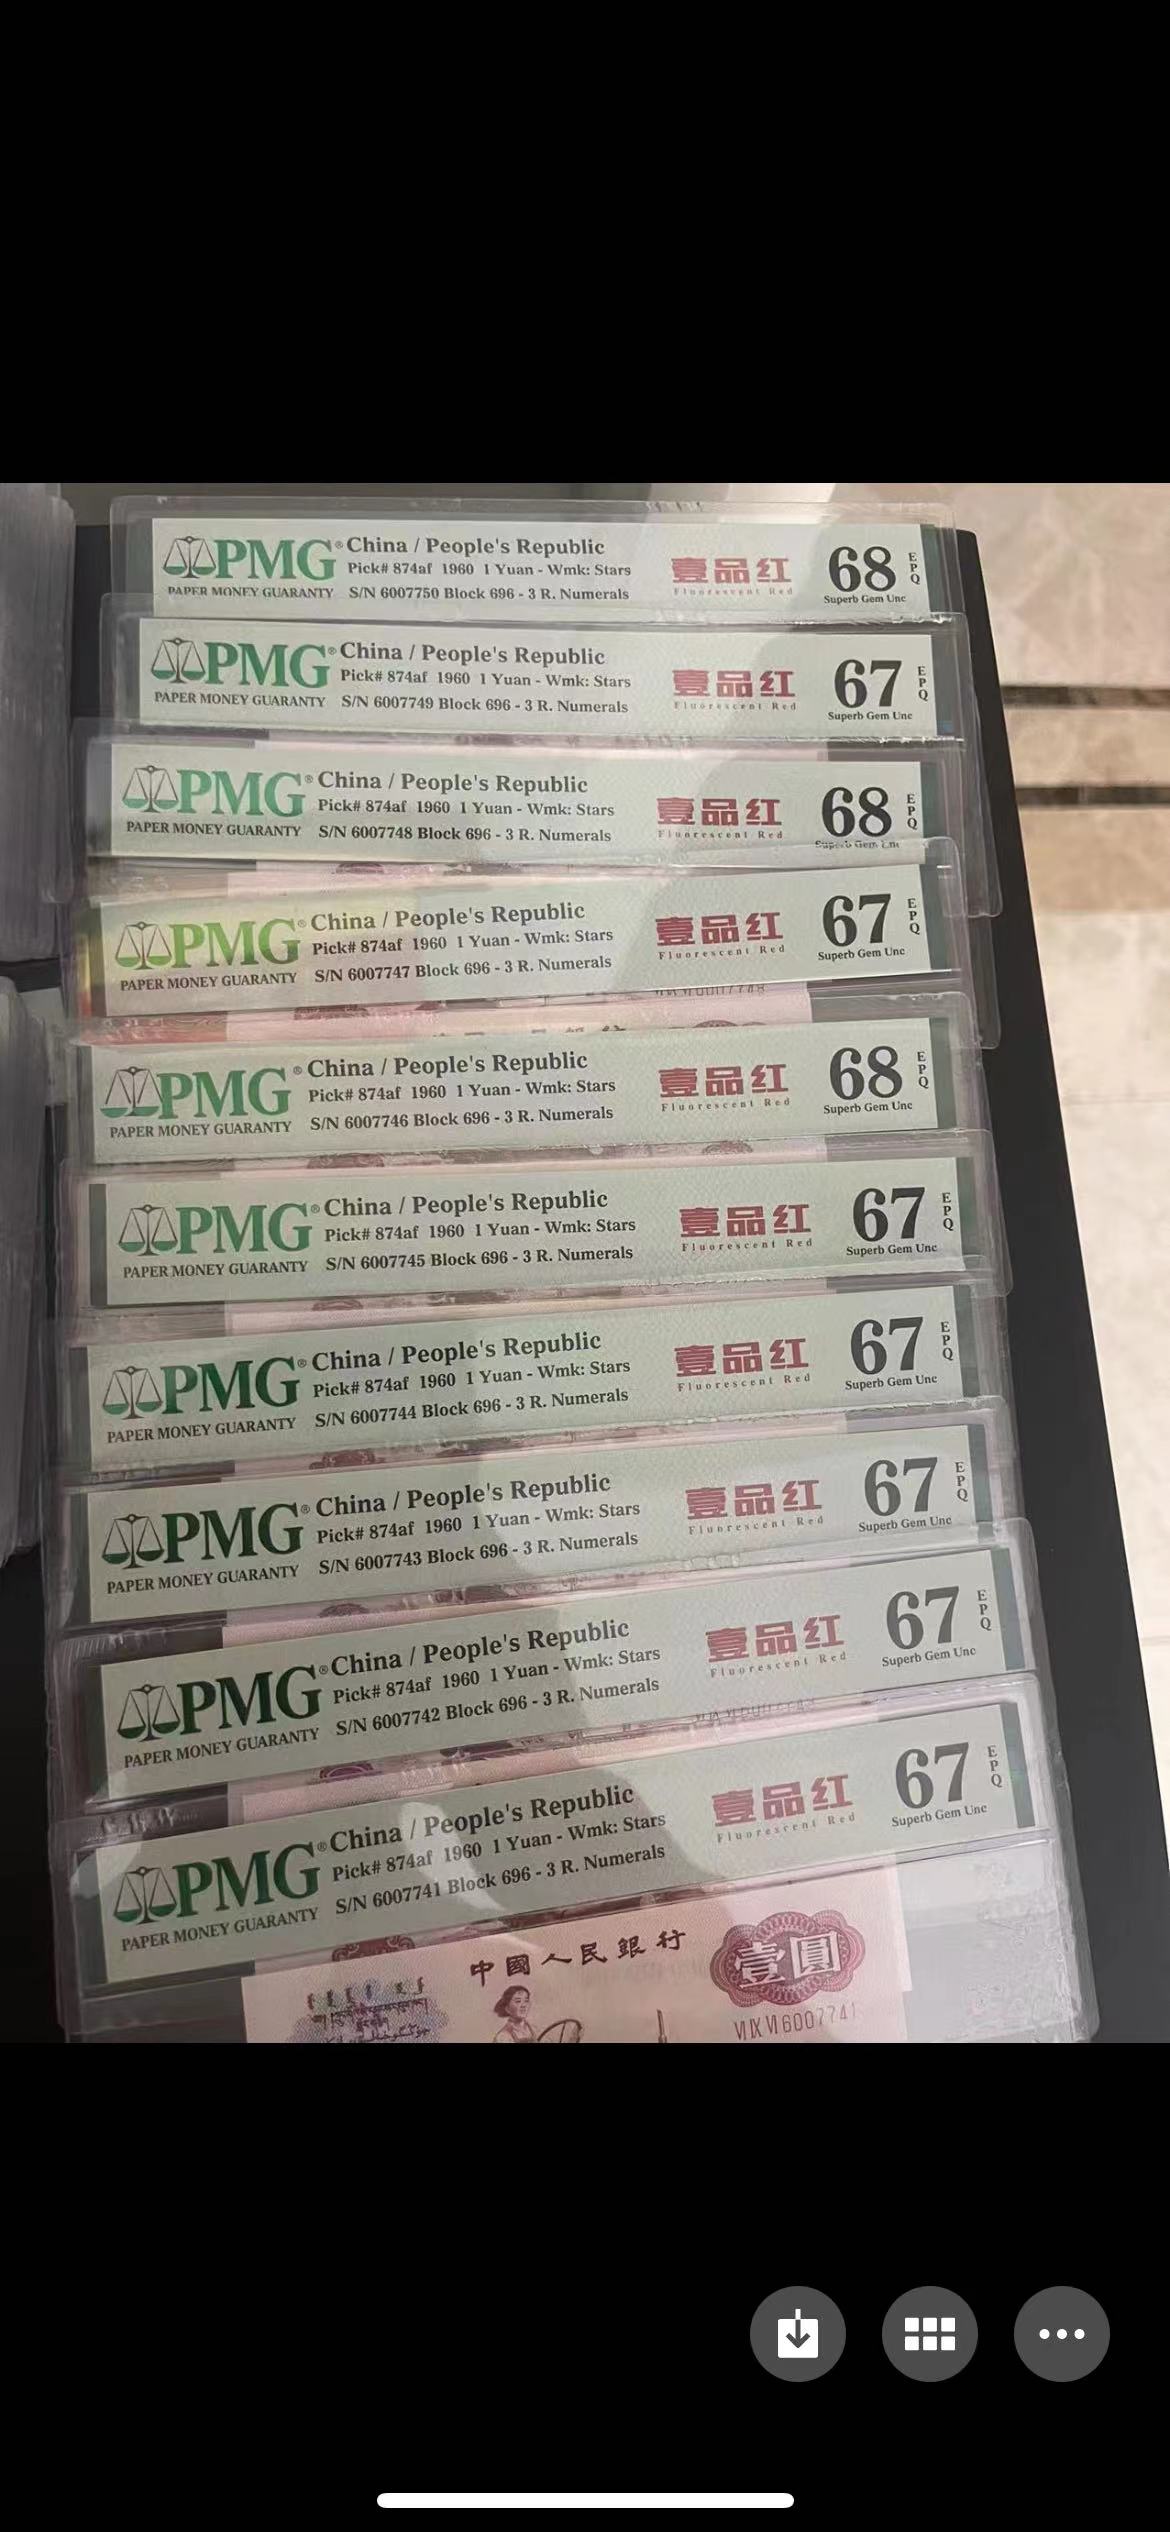 PMG®
PAPER MONEY GUARANTY
China / People's Republic
Pick# 874af 1960 1 Yuan - Wmk: Stars
S/N 6007750 Block 696 - 3 R. Numerals
壹品红
Fluorescent Red
68
EPQ
Superb Gem Unc
PMG®
PAPER MONEY GUARANTY
China / People's Republic
Pick# 874af 1960 1 Yuan - Wmk: Stars
S/N 6007749 Block 696 - 3 R. Numerals
壹品红
Fluorescent Red
67
EPQ
Superb Gem Unc
PMG®
PAPER MONEY GUARANTY
China / People's Republic
Pick# 874af 1960 1 Yuan - Wmk: Stars
S/N 6007748 Block 696 - 3 R. Numerals
壹品红
Fluorescent Red
68
EPQ
Superb Gem Unc
PMG®
PAPER MONEY GUARANTY
China / People's Republic
Pick# 874af 1960 1 Yuan - Wmk: Stars
S/N 6007747 Block 696 - 3 R. Numerals
壹品红
Fluorescent Red
67
EPQ
Superb Gem Unc
PMG®
PAPER MONEY GUARANTY
China / People's Republic
Pick# 874af 1960 1 Yuan - Wmk: Stars
S/N 6007746 Block 696 - 3 R. Numerals
壹品红
Fluorescent Red
68
EPQ
Superb Gem Unc
PMG®
PAPER MONEY GUARANTY
China / People's Republic
Pick# 874af 1960 1 Yuan - Wmk: Stars
S/N 6007745 Block 696 - 3 R. Numerals
壹品红
Fluorescent Red
67
EPQ
Superb Gem Unc
PMG®
PAPER MONEY GUARANTY
China / People's Republic
Pick# 874af 1960 1 Yuan - Wmk: Stars
S/N 6007744 Block 696 - 3 R. Numerals
壹品红
Fluorescent Red
67
EPQ
Superb Gem Unc
PMG®
PAPER MONEY GUARANTY
China / People's Republic
Pick# 874af 1960 1 Yuan - Wmk: Stars
S/N 6007743 Block 696 - 3 R. Numerals
壹品红
Fluorescent Red
67
EPQ
Superb Gem Unc
PMG®
PAPER MONEY GUARANTY
China / People's Republic
Pick# 874af 1960 1 Yuan - Wmk: Stars
S/N 6007742 Block 696 - 3 R. Numerals
壹品红
Fluorescent Red
67
EPQ
Superb Gem Unc
PMG®
PAPER MONEY GUARANTY
China / People's Republic
Pick# 874af 1960 1 Yuan - Wmk: Stars
S/N 6007741 Block 696 - 3 R. Numerals
壹品红
Fluorescent Red
67
EPQ
Superb Gem Unc
中國人民銀行
壹圓
ⅥⅨⅥ6007741